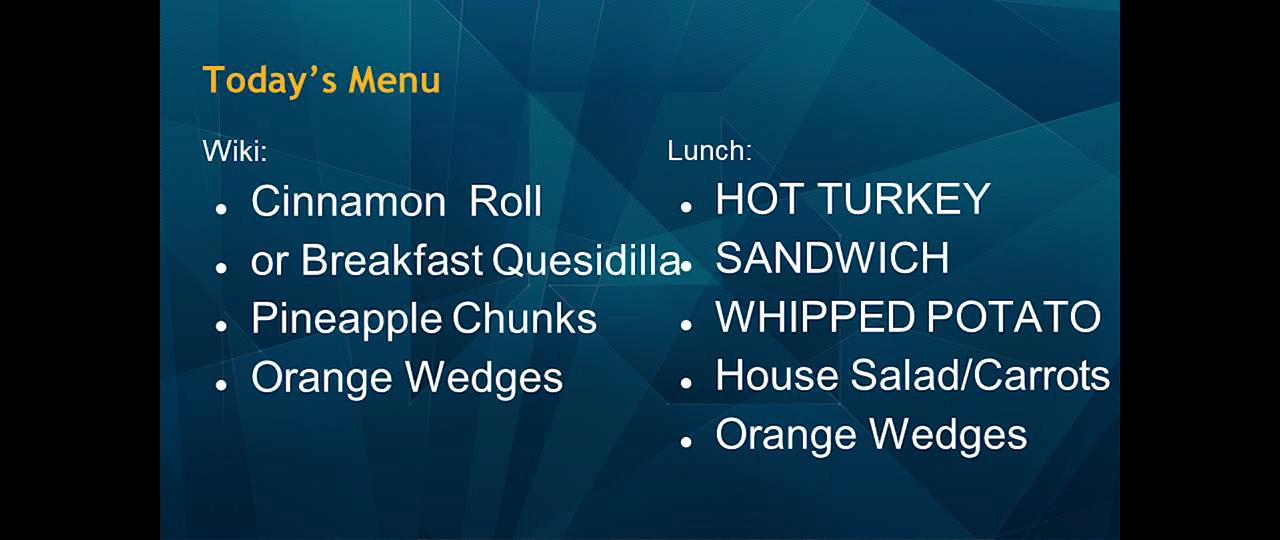 Today’s Menu
Wiki:
• Cinnamon Roll
• or Breakfast Quesidilla
• Pineapple Chunks
• Orange Wedges
Lunch:
• HOT TURKEY
• SANDWICH
• WHIPPED POTATO
• House Salad/Carrots
• Orange Wedges